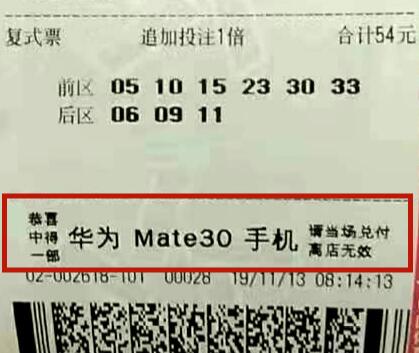 复式票 追加投注1倍 合计54元
前区 05 10 15 23 30 33
后区 06 09 11
恭喜
中得
一部
华为 Mate30 手机
请当场兑付
离店无效
02-002618-101 00028 19/11/13 08:14:13